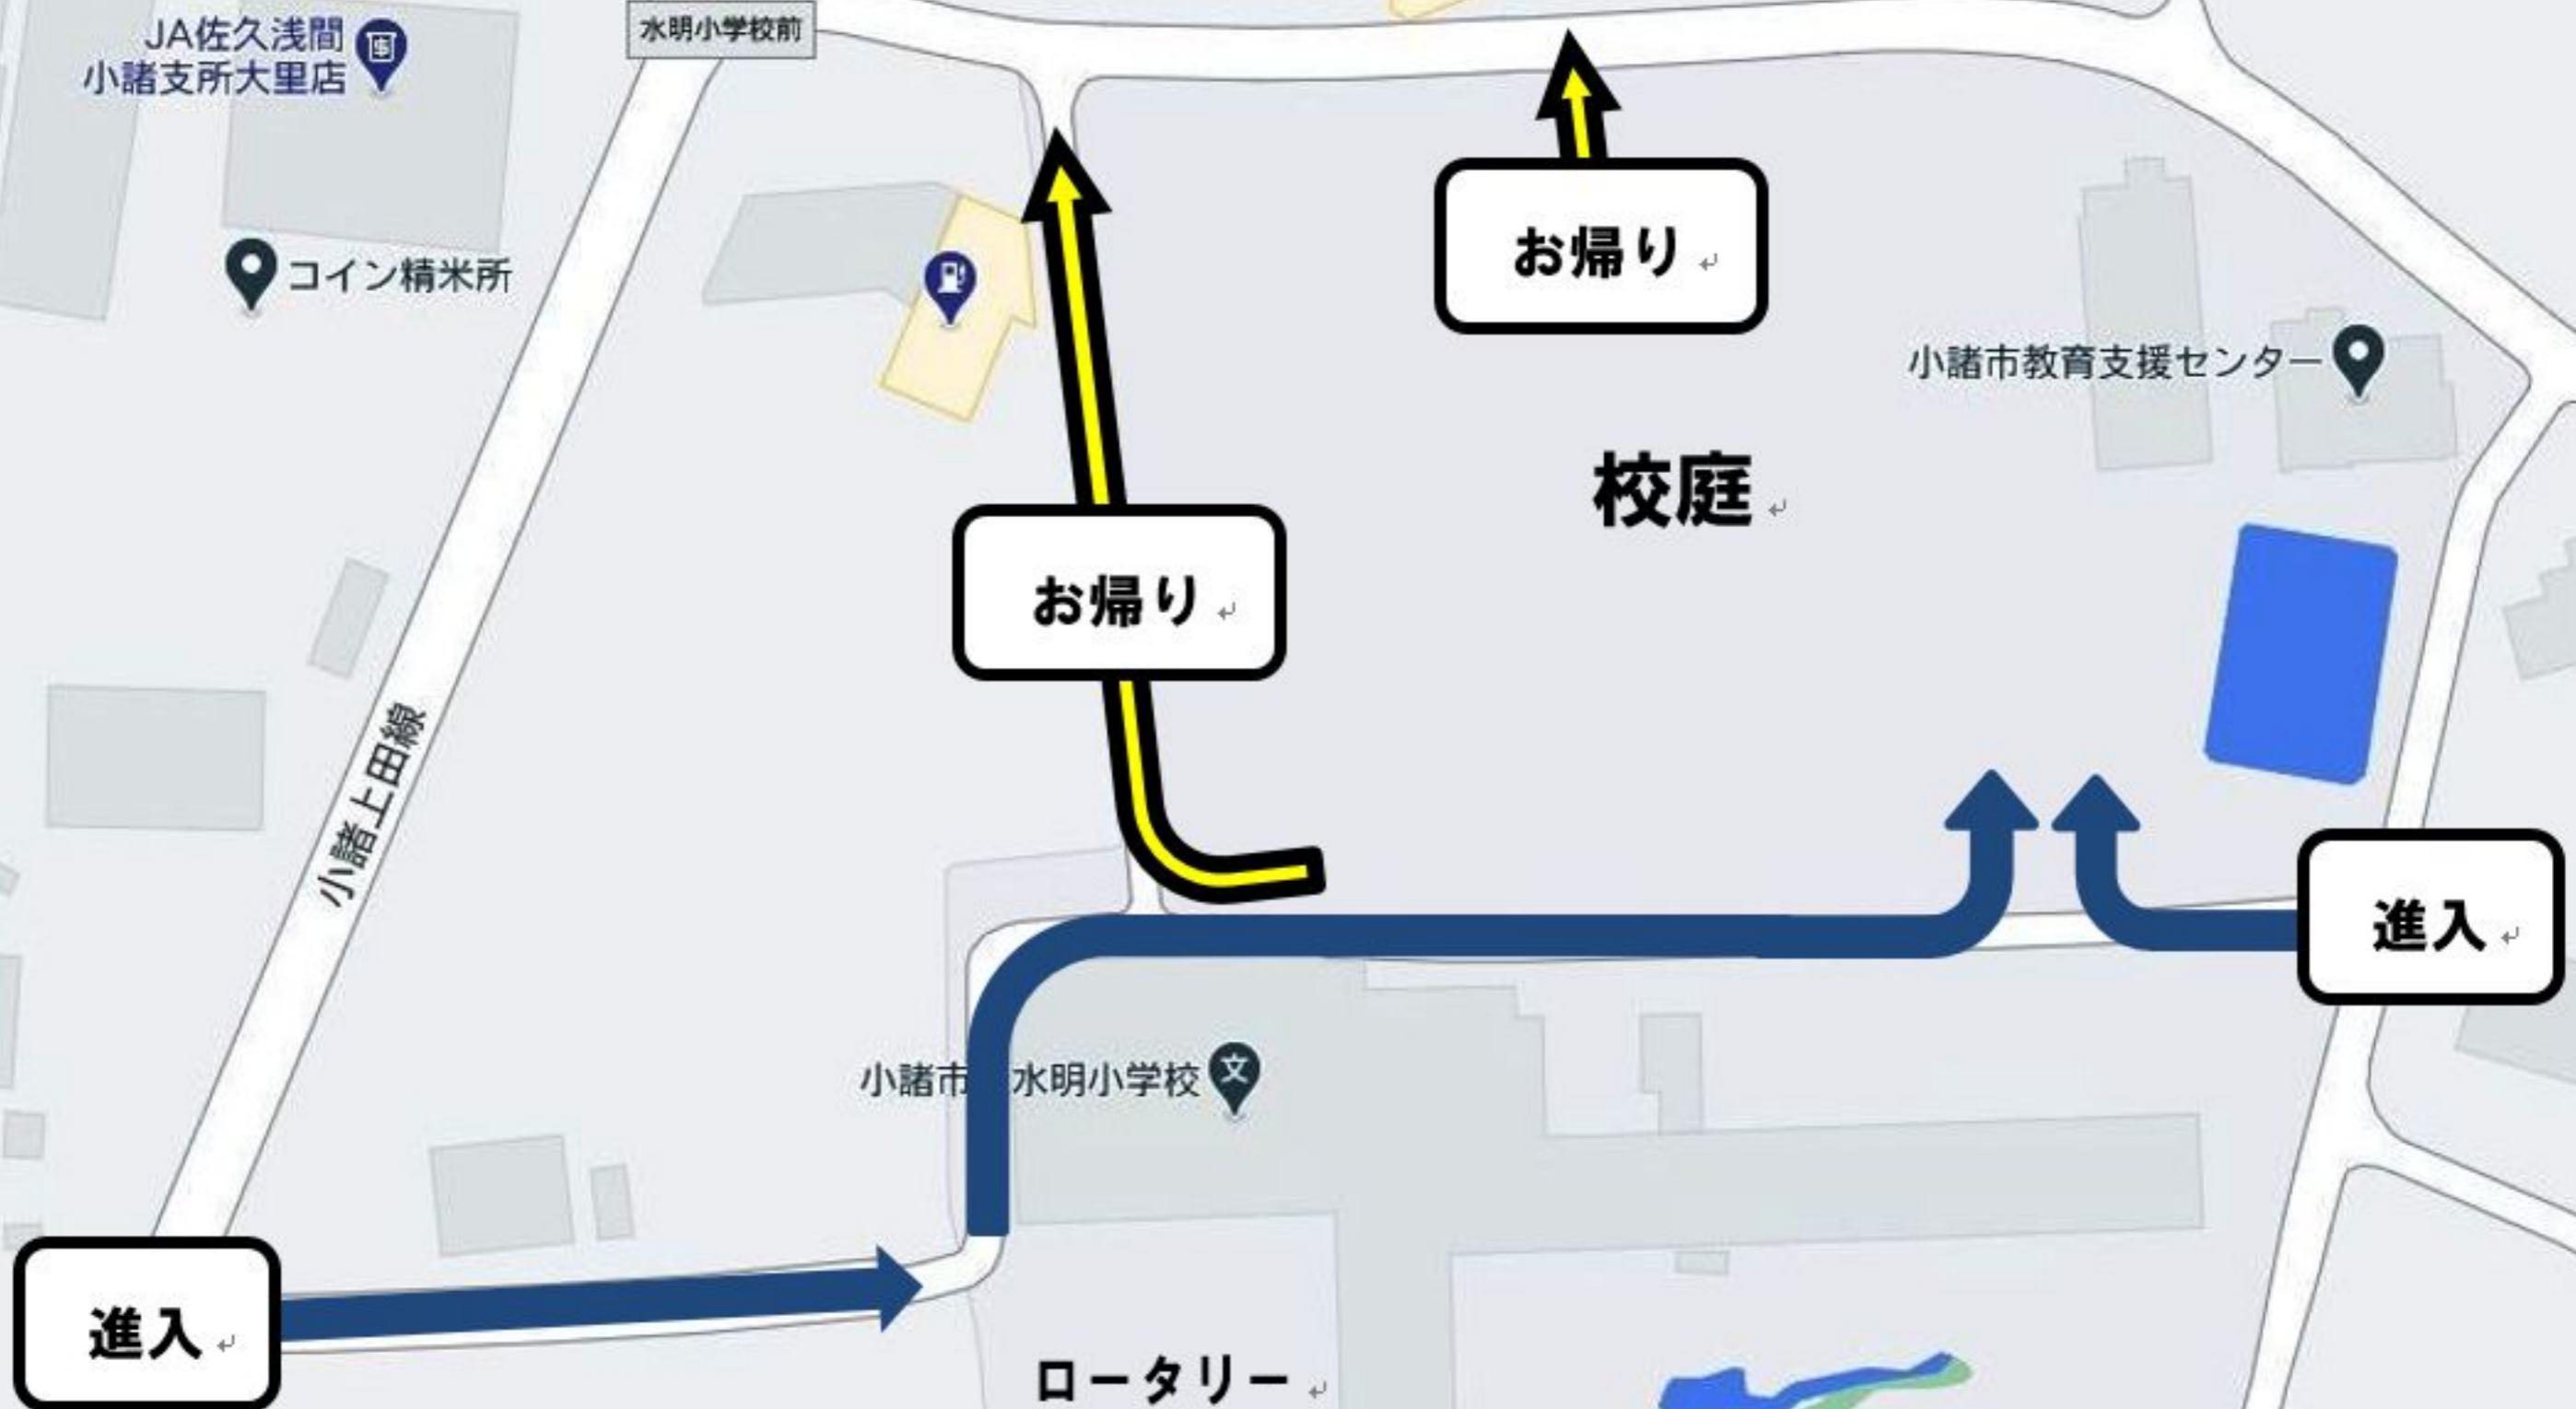 水明小学校前
JA佐久浅間
小諸支所大里店
コイン精米所
お帰り
小諸市教育支援センター
校庭
お帰り
小諸上田線
進入
小諸市
水明小学校
文
進入
ロータリー